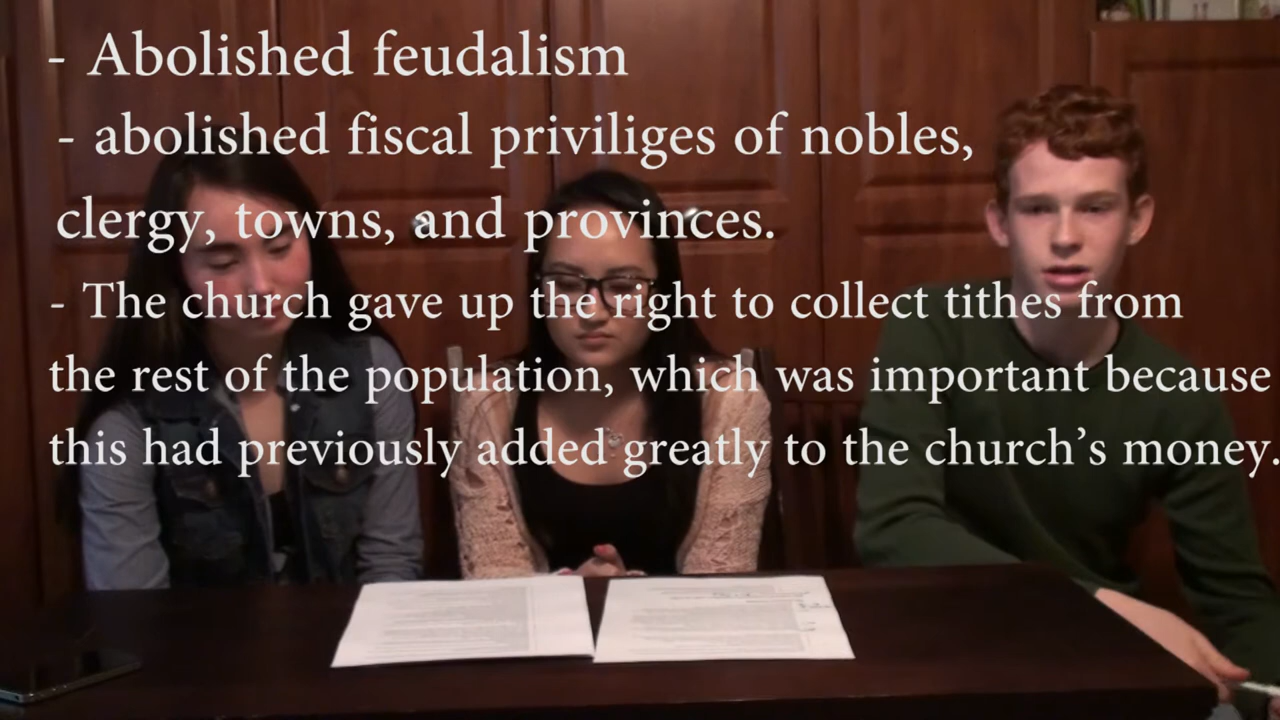 - Abolished feudalism
- abolished fiscal priviliges of nobles,
clergy, towns, and provinces.
- The church gave up the right to collect tithes from
the rest of the population, which was important because
this had previously added greatly to the church's money.